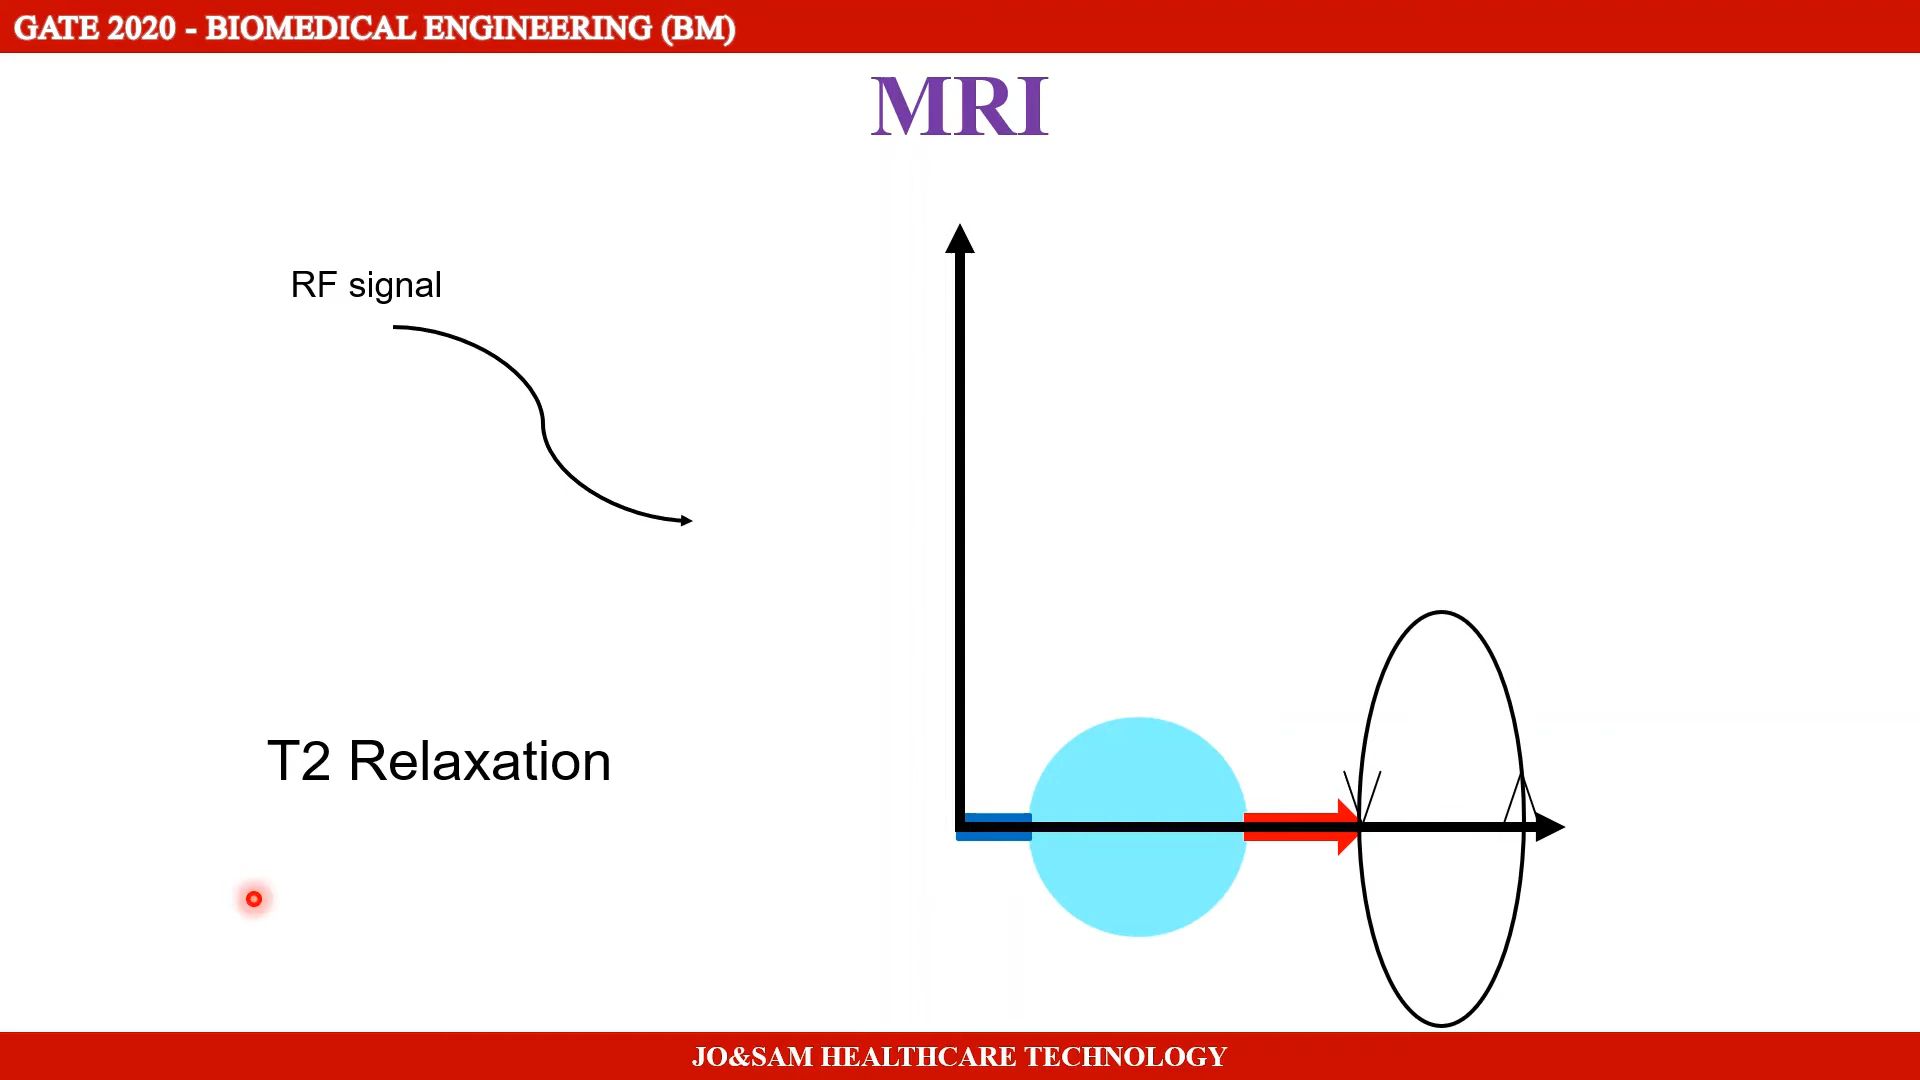 GATE 2020 - BIOMEDICAL ENGINEERING (BM)
MRI
RF signal
T2 Relaxation
JO&SAM HEALTHCARE TECHNOLOGY